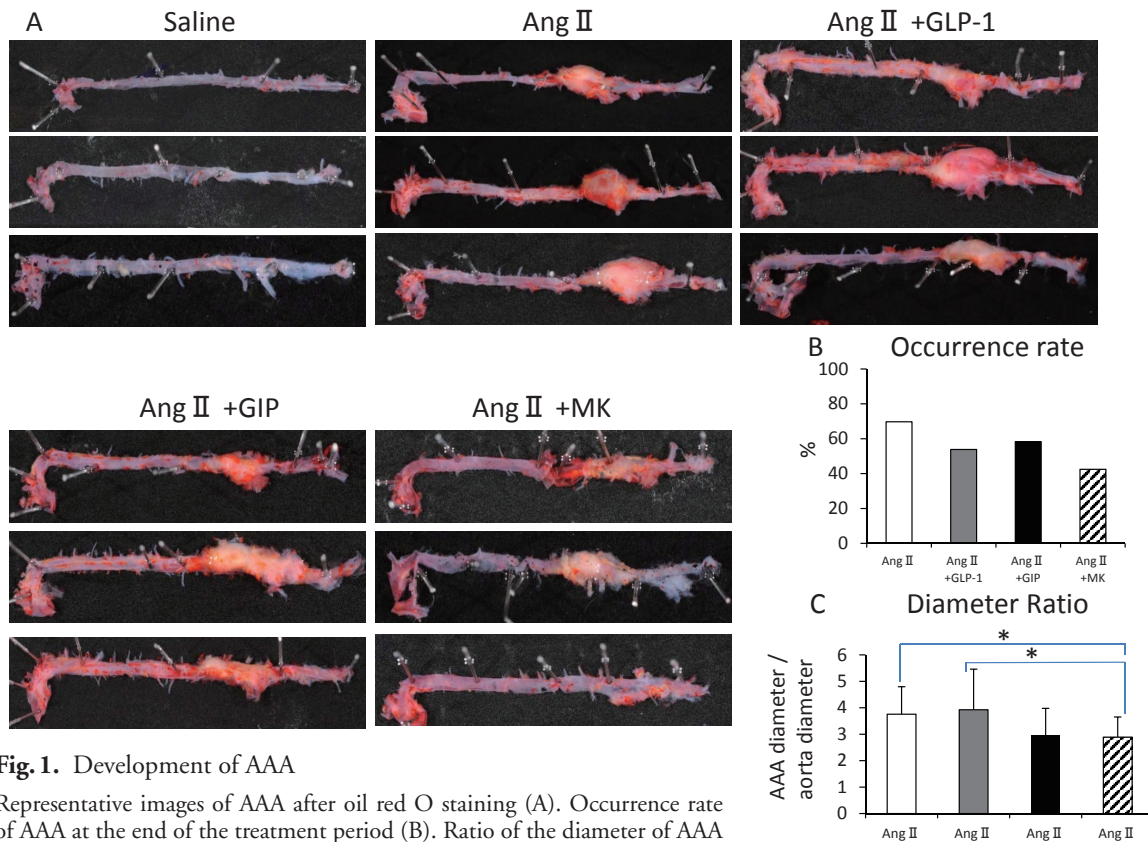 A
Saline
Ang Ⅱ
Ang Ⅱ +GLP-1
Ang Ⅱ +GIP
Ang Ⅱ +MK
B
Occurrence rate
100
80
60
40
20
0
%
Ang Ⅱ
Ang Ⅱ +GLP-1
Ang Ⅱ +GIP
Ang Ⅱ +MK
C
Diameter Ratio
*
*
6
5
4
3
2
1
0
AAA diameter /
aorta diameter
Ang Ⅱ
Ang Ⅱ
Ang Ⅱ
Ang Ⅱ
Fig. 1. Development of AAA
Representative images of AAA after oil red O staining (A). Occurrence rate
of AAA at the end of the treatment period (B). Ratio of the diameter of AAA